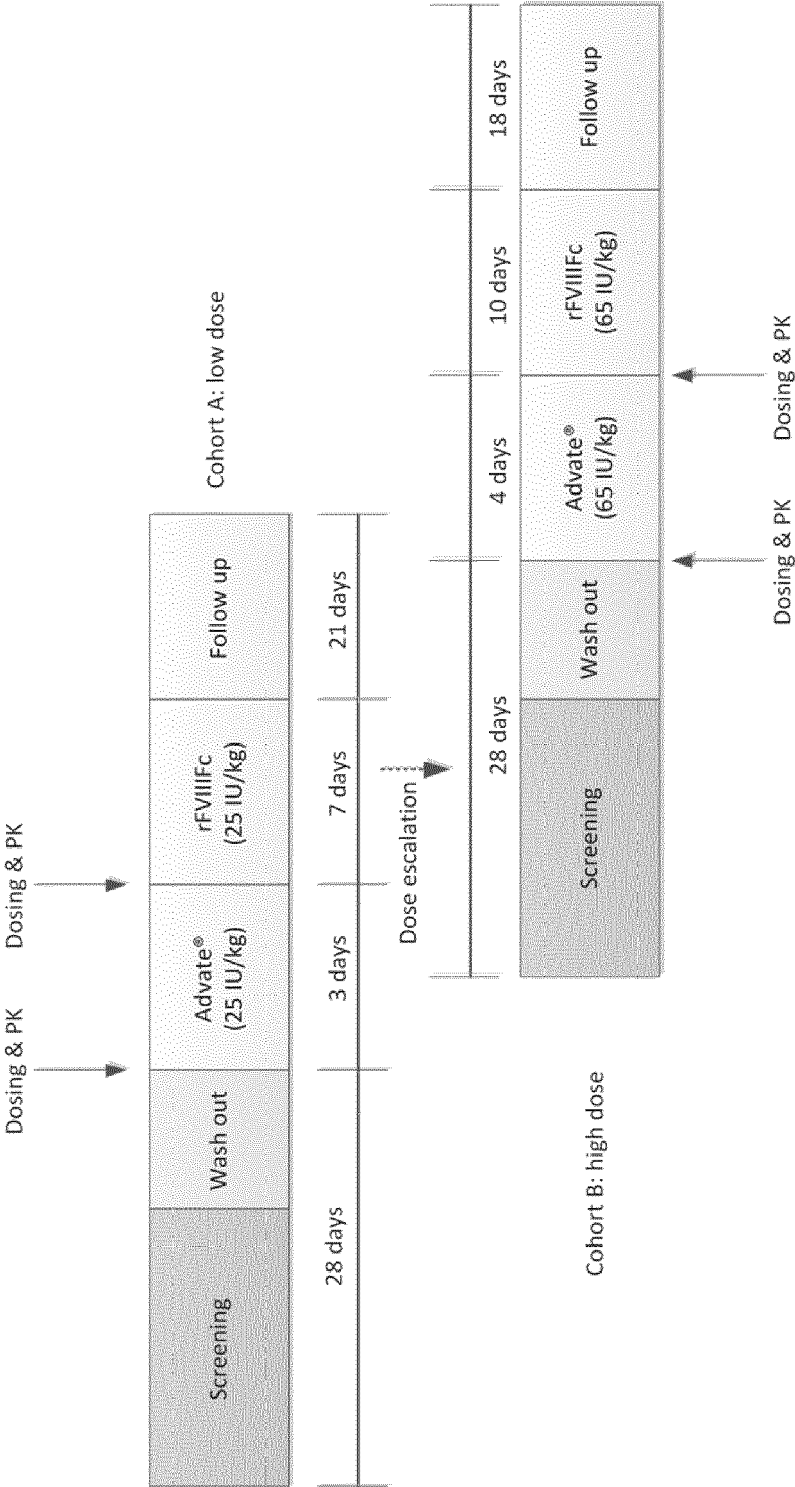 Dosing & PK
Dosing & PK
Screening
Wash out
Advate®
(25 IU/kg)
rFVIIIFc
(25 IU/kg)
Follow up
Cohort A: low dose
28 days
3 days
7 days
21 days
Dose escalation
28 days
4 days
10 days
18 days
Cohort B: high dose
Screening
Wash out
Advate®
(65 IU/kg)
rFVIIIFc
(65 IU/kg)
Follow up
Dosing & PK
Dosing & PK